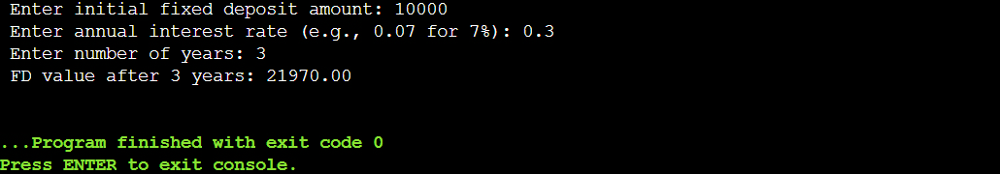 Enter initial fixed deposit amount: 10000
Enter annual interest rate (e.g., 0.07 for 7%): 0.3
Enter number of years: 3
FD value after 3 years: 21970.00
...Program finished with exit code 0
Press ENTER to exit console.